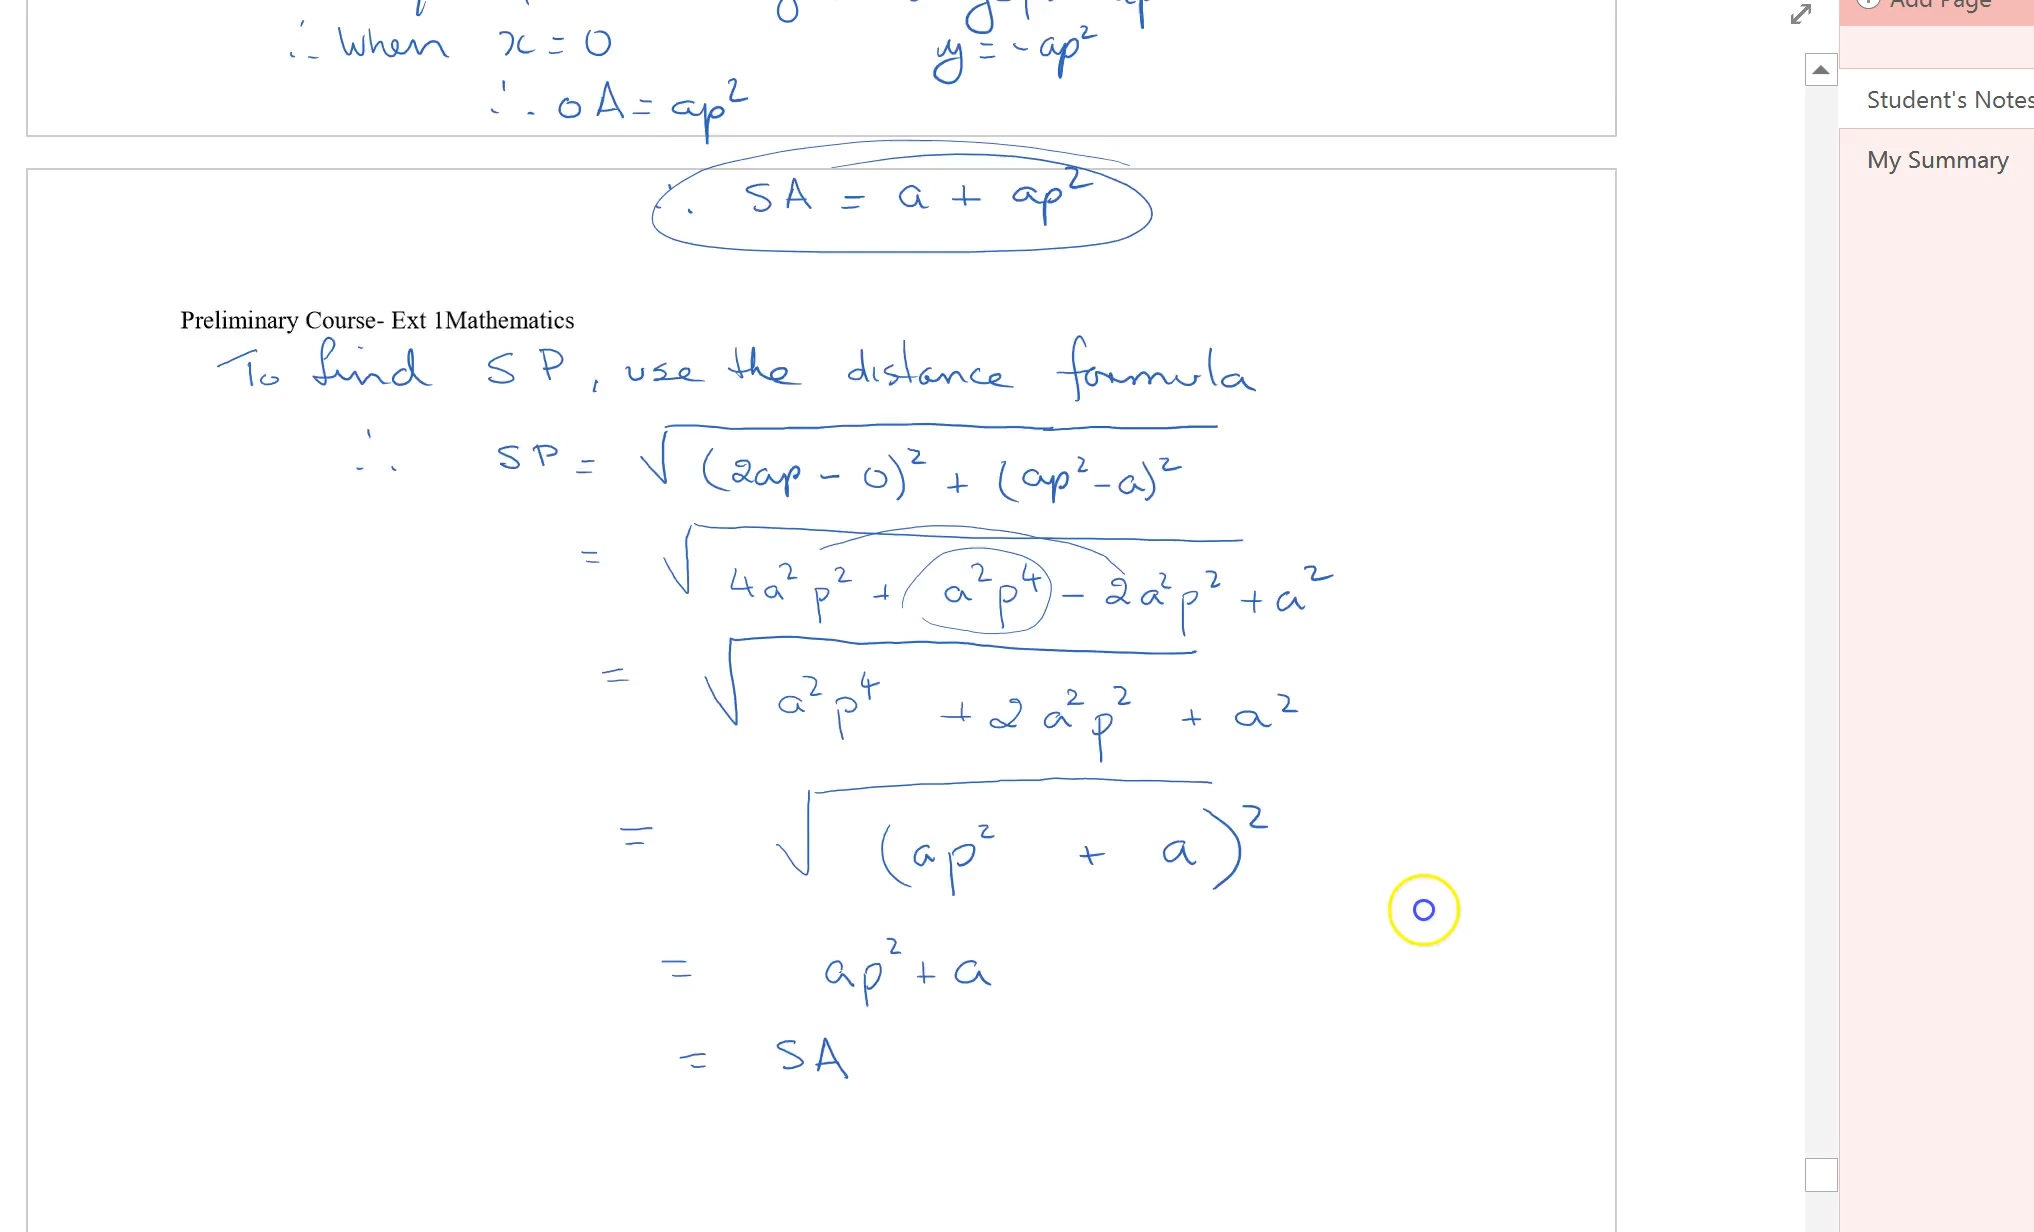 Add Page
∴ When x = 0 y = -ap²
∴ OA = ap²
Student's Notes
∴ SA = a + ap²
My Summary
Preliminary Course- Ext 1Mathematics
To find SP, use the distance formula
∴ SP = √(2ap - 0)² + (ap² - a)²
= √4a²p² + a²p⁴ - 2a²p² + a²
= √a²p⁴ + 2a²p² + a²
= √(ap² + a)²
= ap² + a
= SA